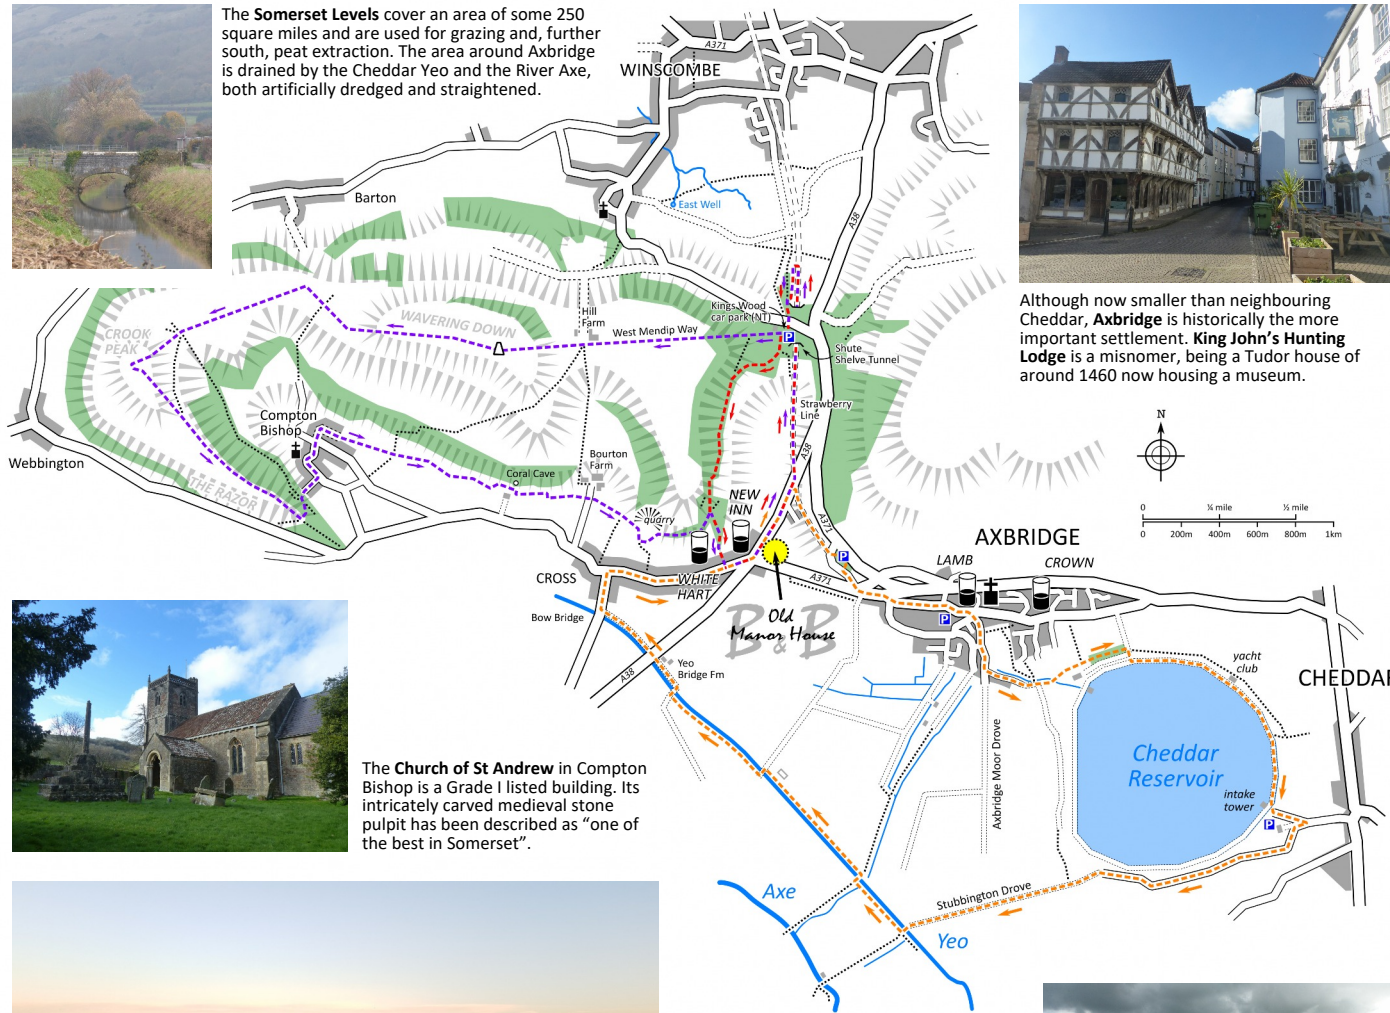 The Somerset Levels cover an area of some 250
square miles and are used for grazing and, further
south, peat extraction. The area around Axbridge
is drained by the Cheddar Yeo and the River Axe,
both artificially dredged and straightened.
A371
WINSCOMBE
Barton
East Well
A38
Although now smaller than neighbouring
Cheddar, Axbridge is historically the more
important settlement. King John's Hunting
Lodge is a misnomer, being a Tudor house of
around 1460 now housing a museum.
Kings Wood
car park (NT)
P
Hill
Farm
WAVERING DOWN
West Mendip Way
CROOK
PEAK
Shute
Shelve Tunnel
Strawberry
Line
A38
Compton
Bishop
Webbington
THE RAZOR
Coral Cave
Bourton
Farm
quarry
NEW
INN
A371
N
0
¼ mile
½ mile
0
200m
400m
600m
800m
1km
AXBRIDGE
LAMB
CROWN
P
CROSS
WHITE
HART
A371
Bow Bridge
B&B
Old
Manor House
P
A38
Yeo
Bridge Fm
yacht
club
CHEDDAR
Cheddar
Reservoir
intake
tower
P
Axbridge Moor Drove
The Church of St Andrew in Compton
Bishop is a Grade I listed building. Its
intricately carved medieval stone
pulpit has been described as “one of
the best in Somerset”.
Axe
Stubbington Drove
Yeo